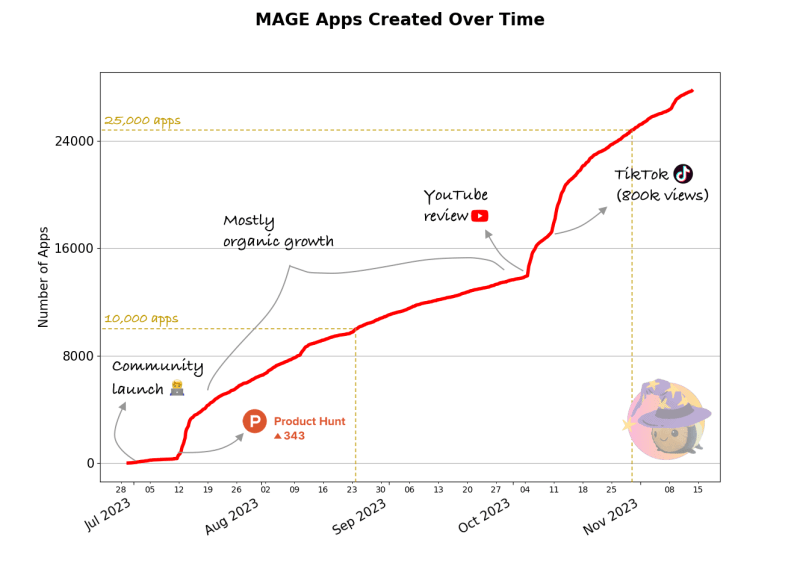 MAGE Apps Created Over Time
25,000 apps
24000
TikTok
(800k views)
YouTube
review
Mostly
organic growth
16000
Number of Apps
10,000 apps
8000
Community
launch
P Product Hunt
▲343
0
28 05 12 19 26 02 09 16 23 30 06 13 20 27 04 11 18 25 08 15
Jul 2023 Aug 2023 Sep 2023 Oct 2023 Nov 2023